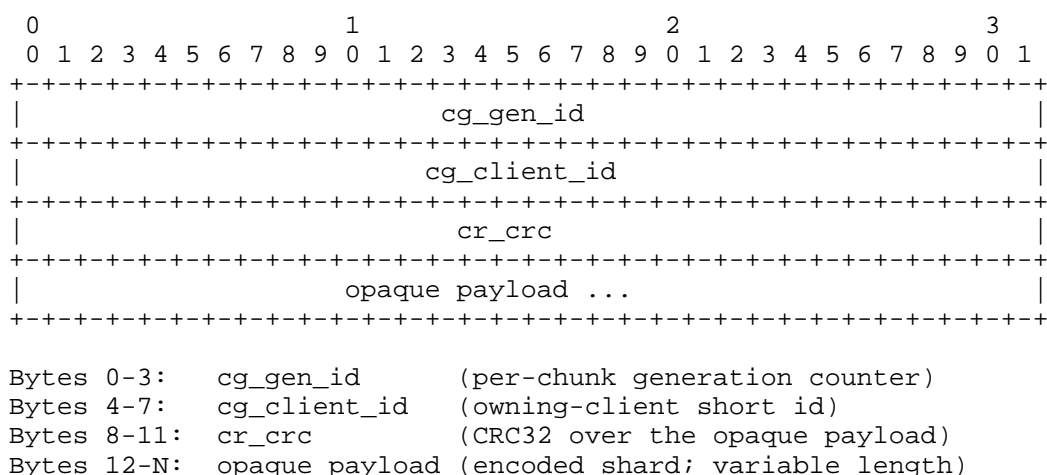 0                   1                   2                   3
 0 1 2 3 4 5 6 7 8 9 0 1 2 3 4 5 6 7 8 9 0 1 2 3 4 5 6 7 8 9 0 1
+-+-+-+-+-+-+-+-+-+-+-+-+-+-+-+-+-+-+-+-+-+-+-+-+-+-+-+-+-+-+-+-+
|                          cg_gen_id                            |
+-+-+-+-+-+-+-+-+-+-+-+-+-+-+-+-+-+-+-+-+-+-+-+-+-+-+-+-+-+-+-+-+
|                         cg_client_id                          |
+-+-+-+-+-+-+-+-+-+-+-+-+-+-+-+-+-+-+-+-+-+-+-+-+-+-+-+-+-+-+-+-+
|                           cr_crc                              |
+-+-+-+-+-+-+-+-+-+-+-+-+-+-+-+-+-+-+-+-+-+-+-+-+-+-+-+-+-+-+-+-+
|                    opaque payload ...                         |
+-+-+-+-+-+-+-+-+-+-+-+-+-+-+-+-+-+-+-+-+-+-+-+-+-+-+-+-+-+-+-+-+
Bytes 0-3:   cg_gen_id      (per-chunk generation counter)
Bytes 4-7:   cg_client_id   (owning-client short id)
Bytes 8-11:  cr_crc         (CRC32 over the opaque payload)
Bytes 12-N:  opaque payload (encoded shard; variable length)